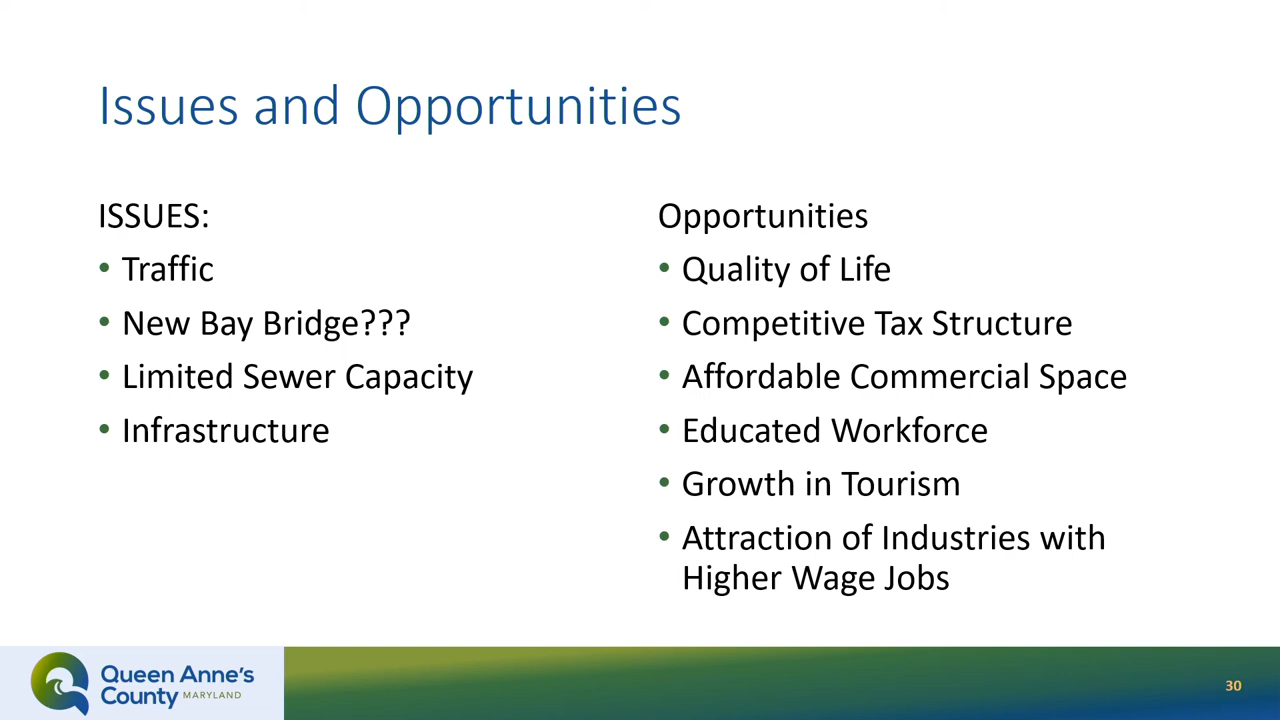 Issues and Opportunities
ISSUES:
• Traffic
• New Bay Bridge???
• Limited Sewer Capacity
• Infrastructure
Opportunities
• Quality of Life
• Competitive Tax Structure
• Affordable Commercial Space
• Educated Workforce
• Growth in Tourism
• Attraction of Industries with
Higher Wage Jobs
Queen Anne's
County MARYLAND
30